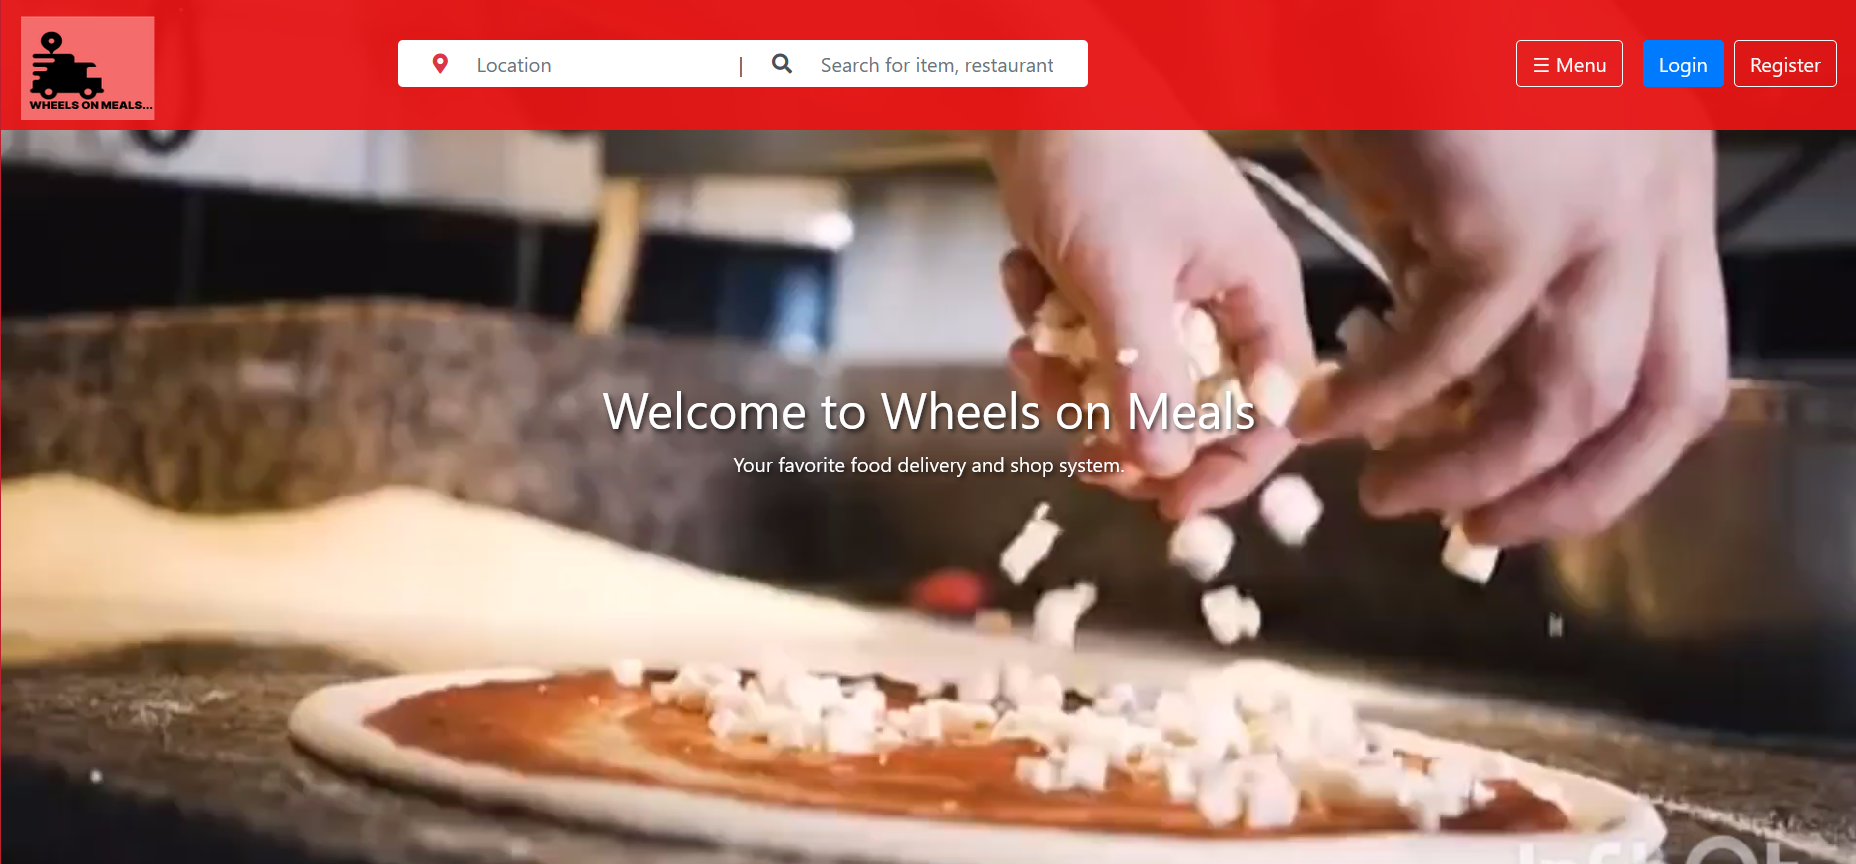 WHEELS ON MEALS...
Location | Search for item, restaurant
☰ Menu Login Register
Welcome to Wheels on Meals
Your favorite food delivery and shop system.